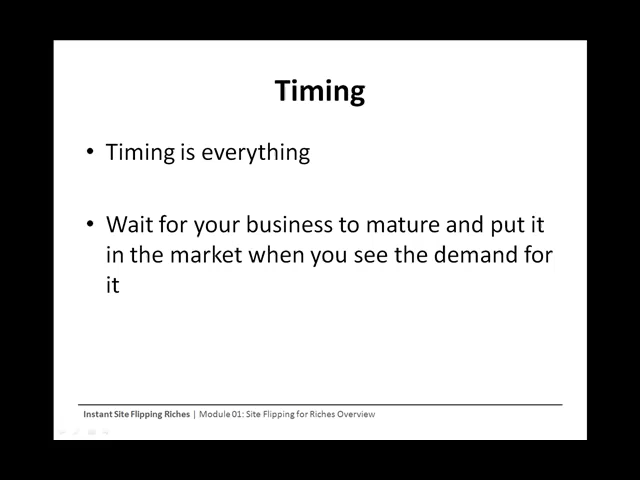 Timing
• Timing is everything
• Wait for your business to mature and put it
in the market when you see the demand for
it
Instant Site Flipping Riches | Module 01: Site Flipping for Riches Overview